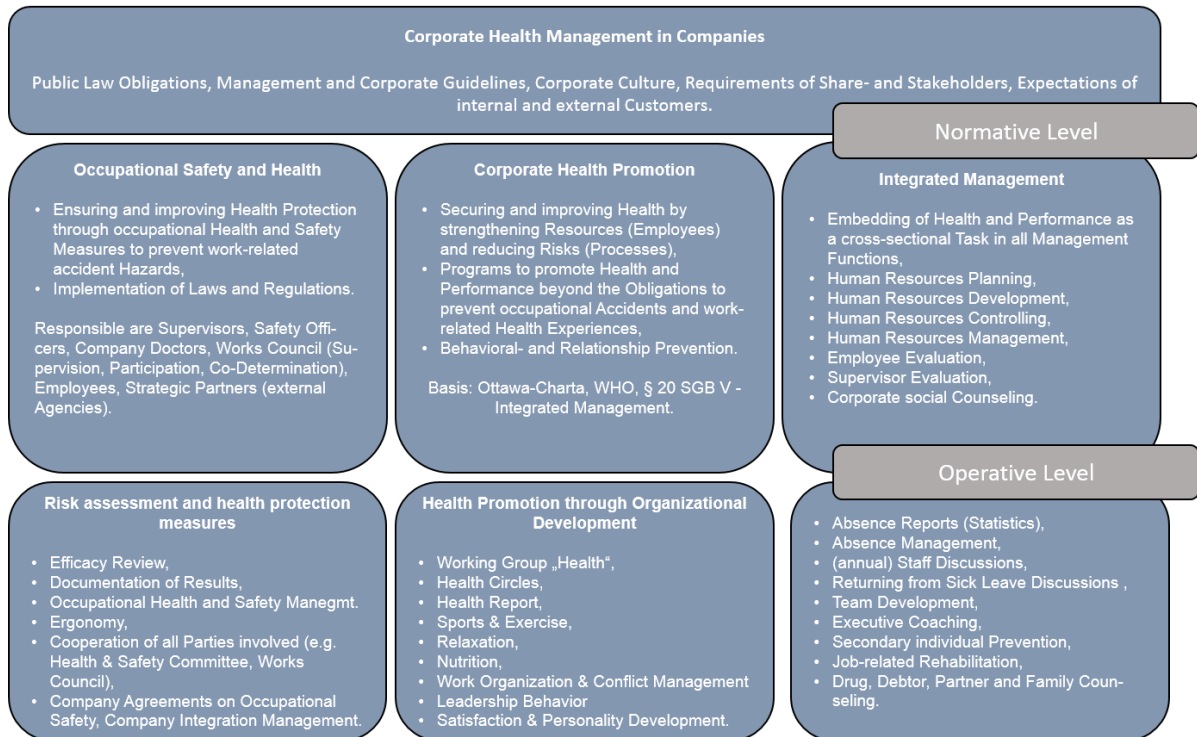 Corporate Health Management in Companies
Public Law Obligations, Management and Corporate Guidelines, Corporate Culture, Requirements of Share- and Stakeholders, Expectations of
internal and external Customers.
Normative Level
Occupational Safety and Health
• Ensuring and improving Health Protection
through occupational Health and Safety
Measures to prevent work-related
accident Hazards,
• Implementation of Laws and Regulations.
Responsible are Supervisors, Safety Offi-
cers, Company Doctors, Works Council (Su-
pervision, Participation, Co-Determination),
Employees, Strategic Partners (external
Agencies).
Corporate Health Promotion
• Securing and improving Health by
strengthening Resources (Employees)
and reducing Risks (Processes),
• Programs to promote Health and
Performance beyond the Obligations to
prevent occupational Accidents and work-
related Health Experiences,
• Behavioral- and Relationship Prevention.
Basis: Ottawa-Charta, WHO, § 20 SGB V -
Integrated Management.
Integrated Management
• Embedding of Health and Performance as
a cross-sectional Task in all Management
Functions,
• Human Resources Planning,
• Human Resources Development,
• Human Resources Controlling,
• Human Resources Management,
• Employee Evaluation,
• Supervisor Evaluation,
• Corporate social Counseling.
Operative Level
Risk assessment and health protection
measures
• Efficacy Review,
• Documentation of Results,
• Occupational Health and Safety Manegmt.
• Ergonomy,
• Cooperation of all Parties involved (e.g.
Health & Safety Committee, Works
Council),
• Company Agreements on Occupational
Safety, Company Integration Management.
Health Promotion through Organizational
Development
• Working Group „Health“,
• Health Circles,
• Health Report,
• Sports & Exercise,
• Relaxation,
• Nutrition,
• Work Organization & Conflict Management
• Leadership Behavior
• Satisfaction & Personality Development.
• Absence Reports (Statistics),
• Absence Management,
• (annual) Staff Discussions,
• Returning from Sick Leave Discussions ,
• Team Development,
• Executive Coaching,
• Secondary individual Prevention,
• Job-related Rehabilitation,
• Drug, Debtor, Partner and Family Coun-
seling.